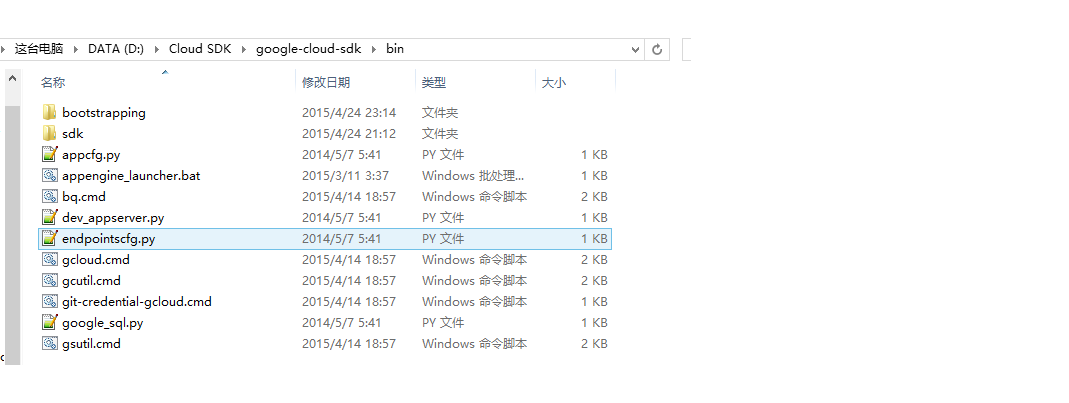 这台电脑 DATA (D:) Cloud SDK google-cloud-sdk bin
名称 修改日期 类型 大小
bootstrapping 2015/4/24 23:14 文件夹
sdk 2015/4/24 21:12 文件夹
appcfg.py 2014/5/7 5:41 PY 文件 1 KB
appengine_launcher.bat 2015/3/11 3:37 Windows 批处理... 1 KB
bq.cmd 2015/4/14 18:57 Windows 命令脚本 2 KB
dev_appserver.py 2014/5/7 5:41 PY 文件 1 KB
endpointscfg.py 2014/5/7 5:41 PY 文件 1 KB
gcloud.cmd 2015/4/14 18:57 Windows 命令脚本 2 KB
gcutil.cmd 2015/4/14 18:57 Windows 命令脚本 2 KB
git-credential-gcloud.cmd 2015/4/14 18:57 Windows 命令脚本 1 KB
google_sql.py 2014/5/7 5:41 PY 文件 1 KB
gsutil.cmd 2015/4/14 18:57 Windows 命令脚本 2 KB